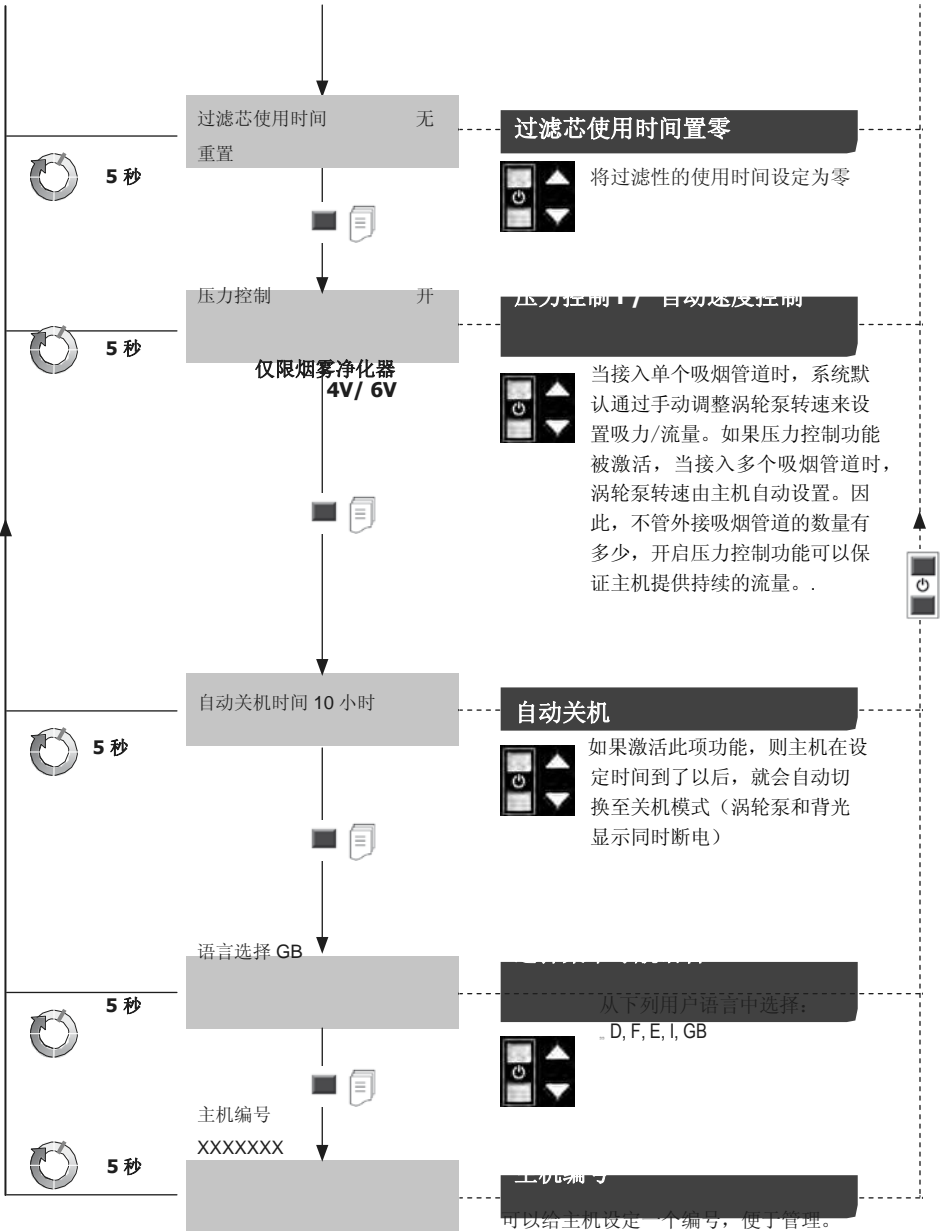 过滤芯使用时间 无
重置
过滤芯使用时间置零
5 秒
将过滤性的使用时间设定为零
压力控制 开
5 秒
仅限烟雾净化器
4V/ 6V
当接入单个吸烟管道时，系统默
认通过手动调整涡轮泵转速来设
置吸力/流量。如果压力控制功能
被激活，当接入多个吸烟管道时，
涡轮泵转速由主机自动设置。因
此，不管外接吸烟管道的数量有
多少，开启压力控制功能可以保
证主机提供持续的流量。.
自动关机时间 10 小时
自动关机
5 秒
如果激活此项功能，则主机在设
定时间到了以后，就会自动切
换至关机模式（涡轮泵和背光
显示同时断电）
语言选择 GB
5 秒
从下列用户语言中选择：
D, F, E, I, GB
主机编号
XXXXXXX
5 秒
主机编号
可以给主机设定一个编号，便于管理。